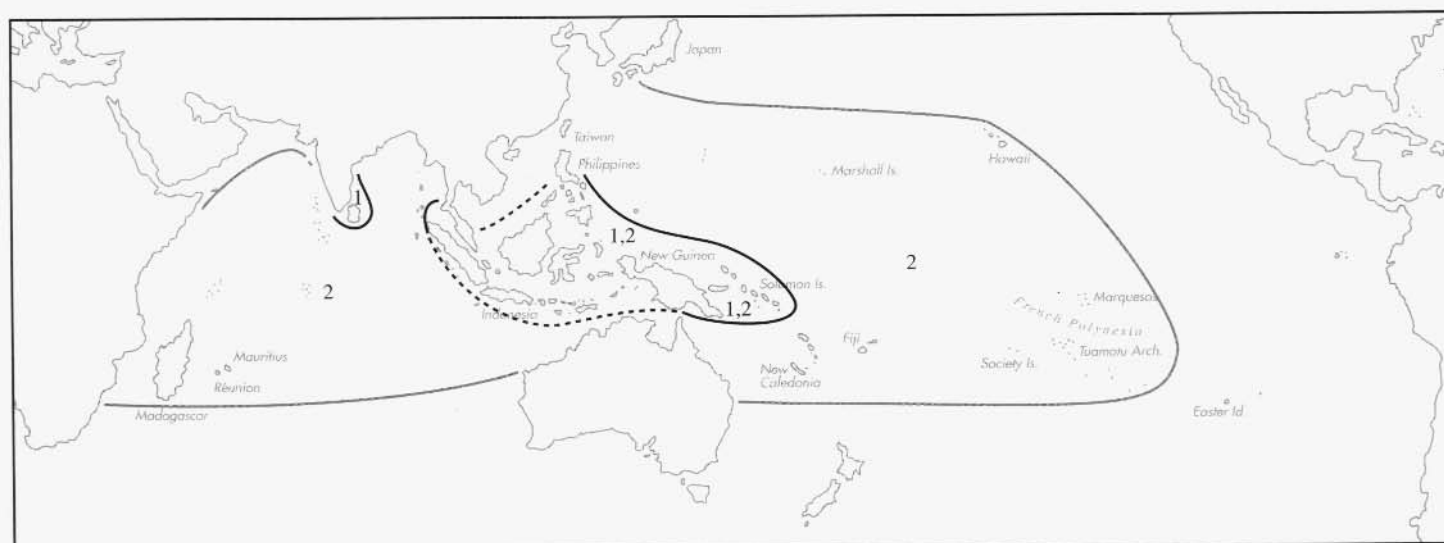 Japan
Taiwan
Philippines
Hawaii
Marshall Is.
1
1,2
New Guinea
2
2
Solomon Is.
Marquesas
1,2
Indonesia
French Polynesia
Fiji
Tuamotu Arch.
Mauritius
Society Is.
New
Caledonia
Réunion
Easter Id
Madagascar